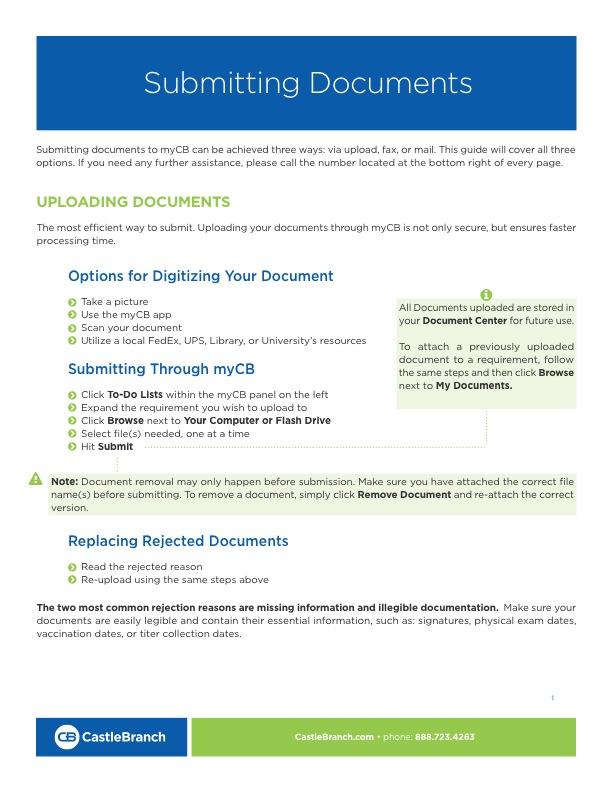 Submitting Documents
Submitting documents to myCB can be achieved three ways: via upload, fax, or mail. This guide will cover all three
options. If you need any further assistance, please call the number located at the bottom right of every page.
UPLOADING DOCUMENTS
The most efficient way to submit. Uploading your documents through myCB is not only secure, but ensures faster
processing time.
Options for Digitizing Your Document
Take a picture
Use the myCB app
Scan your document
Utilize a local FedEx, UPS, Library, or University's resources
All Documents uploaded are stored in
your Document Center for future use.
To attach a previously uploaded
document to a requirement, follow
the same steps and then click Browse
next to My Documents.
Submitting Through myCB
Click To-Do Lists within the myCB panel on the left
Expand the requirement you wish to upload to
Click Browse next to Your Computer or Flash Drive
Select file(s) needed, one at a time
Hit Submit
Note: Document removal may only happen before submission. Make sure you have attached the correct file
name(s) before submitting. To remove a document, simply click Remove Document and re-attach the correct
version.
Replacing Rejected Documents
Read the rejected reason
Re-upload using the same steps above
The two most common rejection reasons are missing information and illegible documentation. Make sure your
documents are easily legible and contain their essential information, such as: signatures, physical exam dates,
vaccination dates, or titer collection dates.
1
CB CastleBranch
CastleBranch.com • phone: 888.723.4263